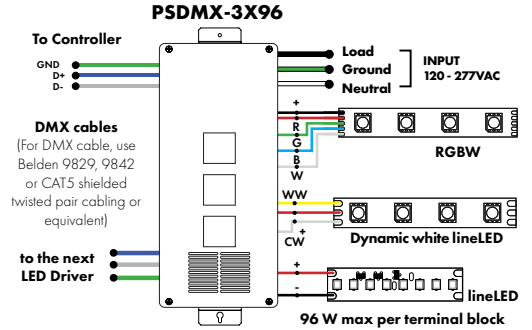 PSDMX-3X96
To Controller
GND
D+
D-
DMX cables
(For DMX cable, use
Belden 9829, 9842
or CAT5 shielded
twisted pair cabling or
equivalent)
to the next
LED Driver
Load
Ground
Neutral
INPUT
120 - 277VAC
+
R
G
B
W
RGBW
WW
+
CW
Dynamic white lineLED
+
-
lineLED
96 W max per terminal block